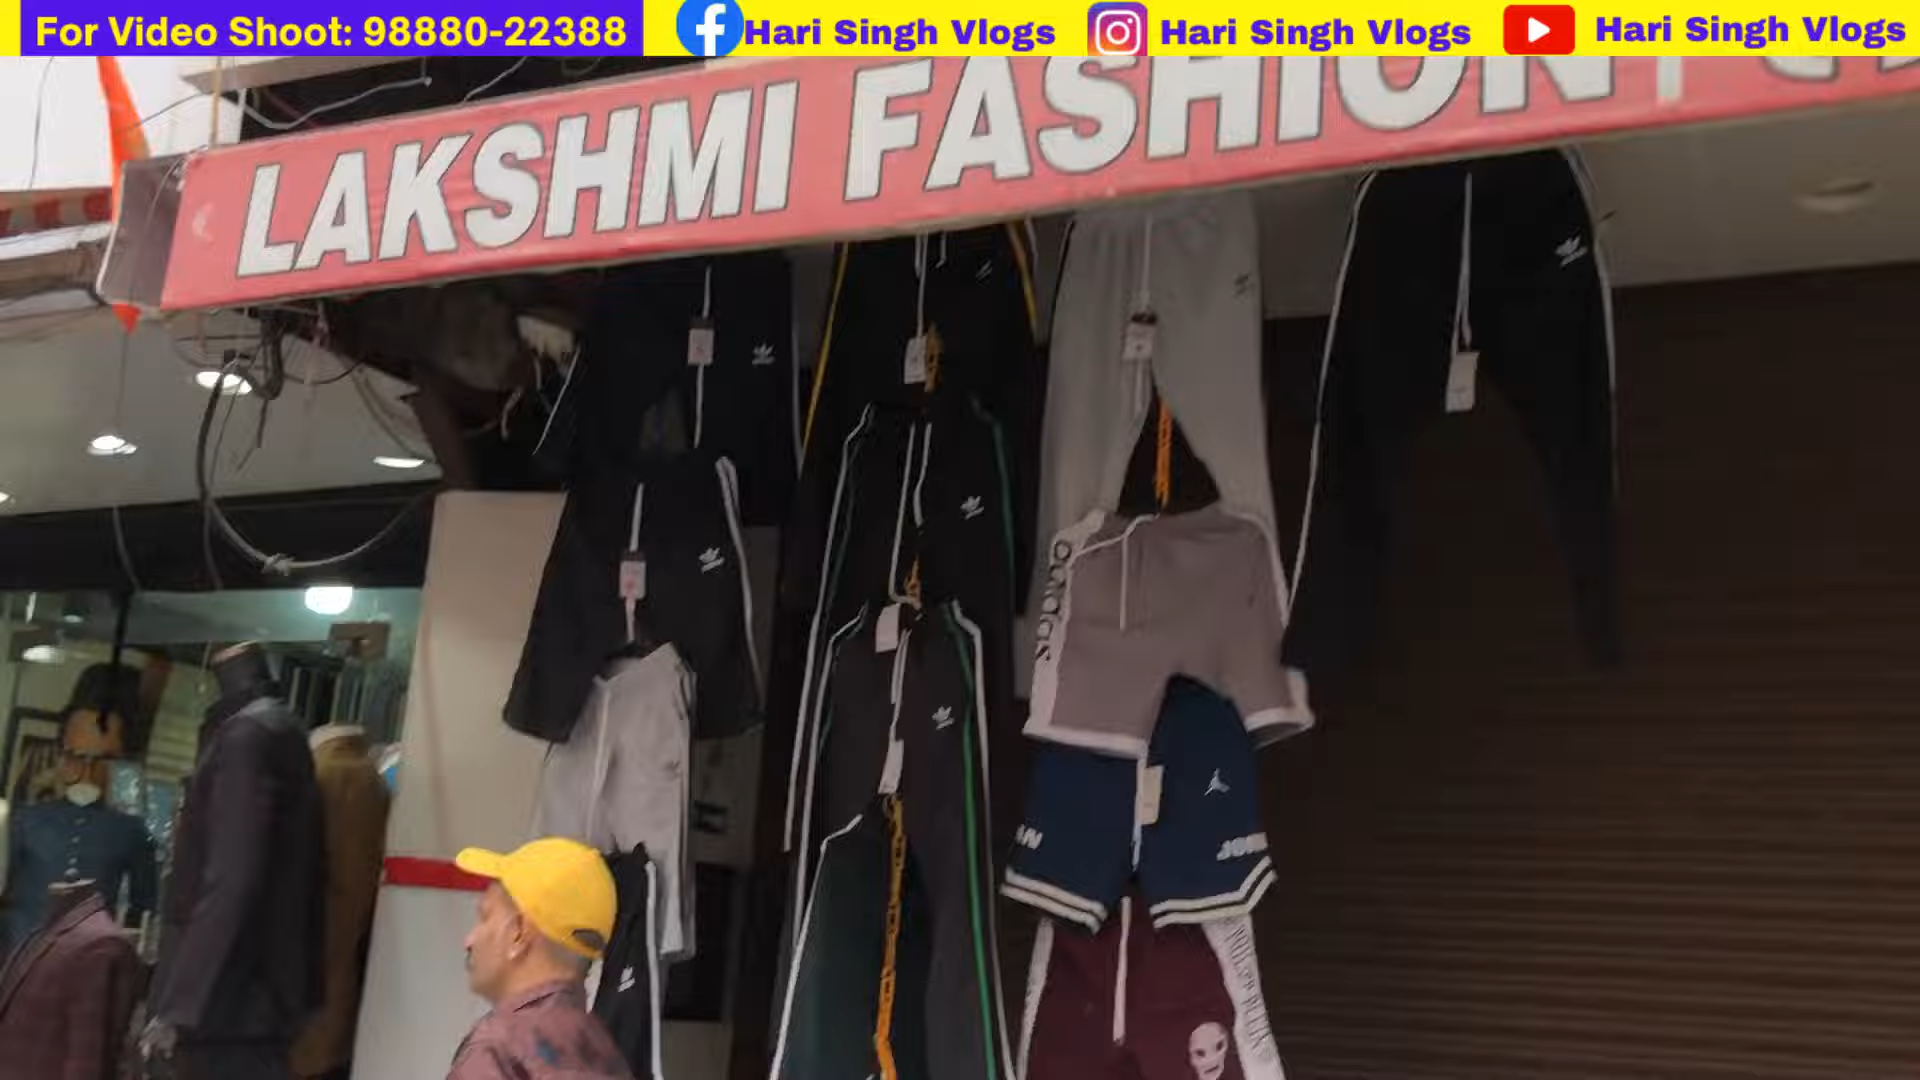 For Video Shoot: 98880-22388
Hari Singh Vlogs
Hari Singh Vlogs
Hari Singh Vlogs
LAKSHMI FASHION
adidas